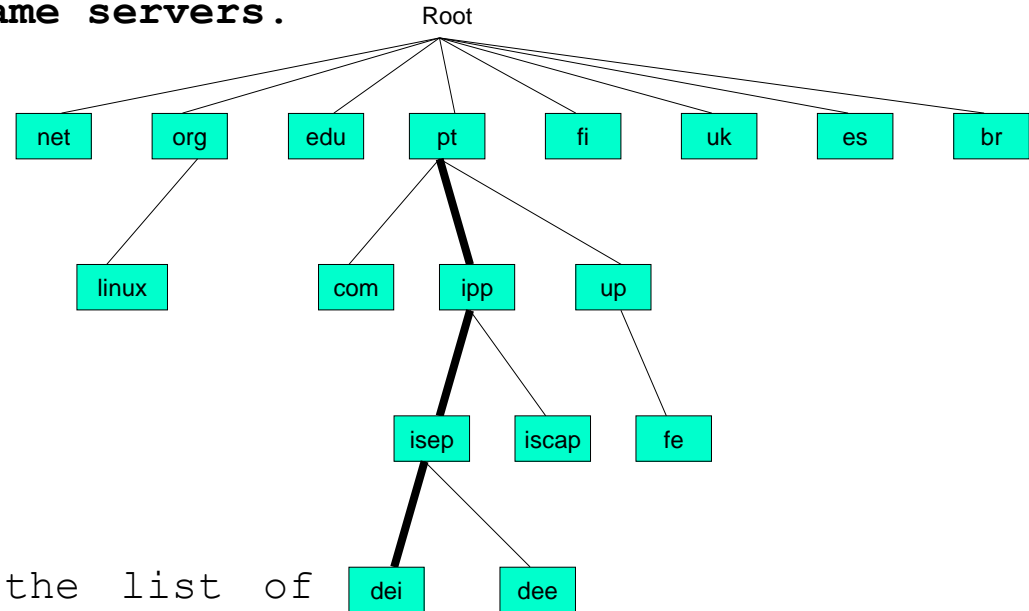 ame servers.
Root
net org edu pt fi uk es br
linux com ipp up
isep iscap fe
the list of dei dee